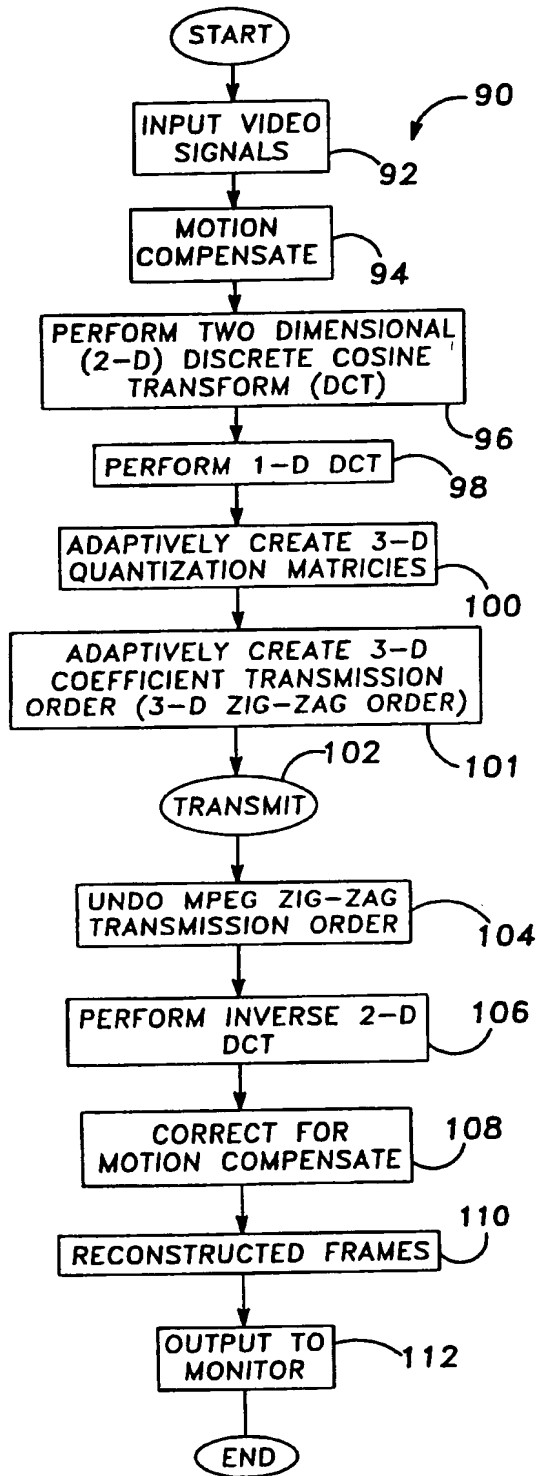 START
90
INPUT VIDEO
SIGNALS
92
MOTION
COMPENSATE
94
PERFORM TWO DIMENSIONAL
(2-D) DISCRETE COSINE
TRANSFORM (DCT)
96
PERFORM 1-D DCT
98
ADAPTIVELY CREATE 3-D
QUANTIZATION MATRICIES
100
ADAPTIVELY CREATE 3-D
COEFFICIENT TRANSMISSION
ORDER (3-D ZIG-ZAG ORDER)
101
102
TRANSMIT
UNDO MPEG ZIG-ZAG
TRANSMISSION ORDER
104
PERFORM INVERSE 2-D
DCT
106
CORRECT FOR
MOTION COMPENSATE
108
110
RECONSTRUCTED FRAMES
OUTPUT TO
MONITOR
112
END